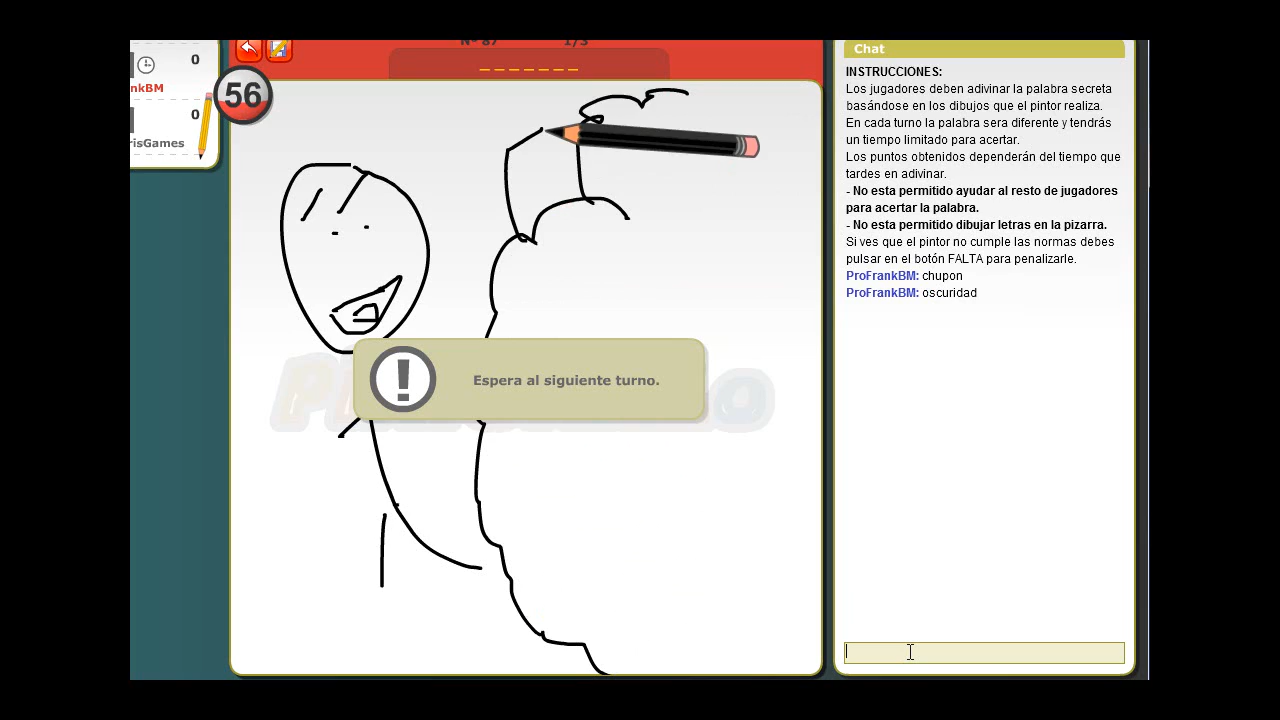 Nº 87 1/3
0
nkBM
0
risGames
56
Espera al siguiente turno.
Chat
INSTRUCCIONES:
Los jugadores deben adivinar la palabra secreta
basándose en los dibujos que el pintor realiza.
En cada turno la palabra sera diferente y tendrás
un tiempo limitado para acertar.
Los puntos obtenidos dependerán del tiempo que
tardes en adivinar.
- No esta permitido ayudar al resto de jugadores
para acertar la palabra.
- No esta permitido dibujar letras en la pizarra.
Si ves que el pintor no cumple las normas debes
pulsar en el botón FALTA para penalizarle.
ProFrankBM: chupon
ProFrankBM: oscuridad